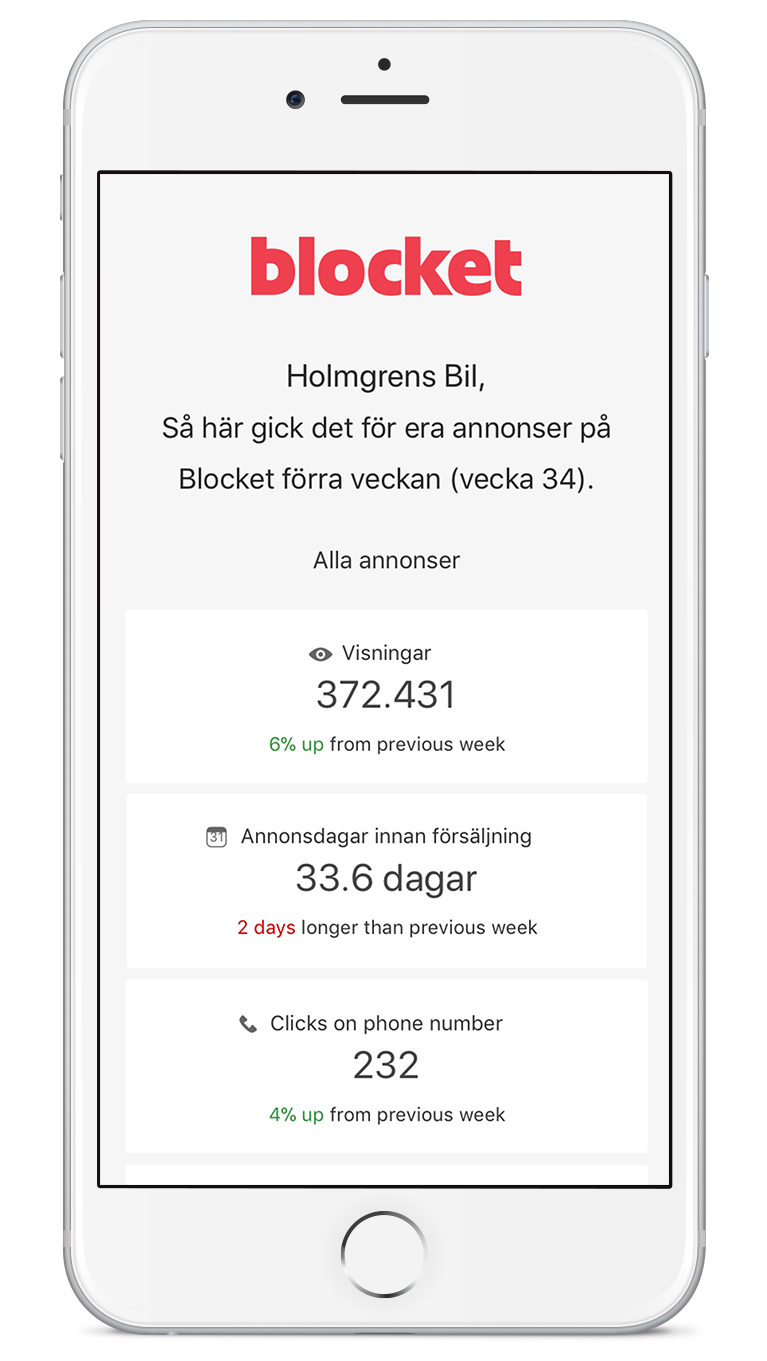 blocket
Holmgrens Bil,
Så här gick det för era annonser på
Blocket förra veckan (vecka 34).
Alla annonser
Visningar
372.431
6% up from previous week
31 Annonsdagar innan försäljning
33.6 dagar
2 days longer than previous week
Clicks on phone number
232
4% up from previous week